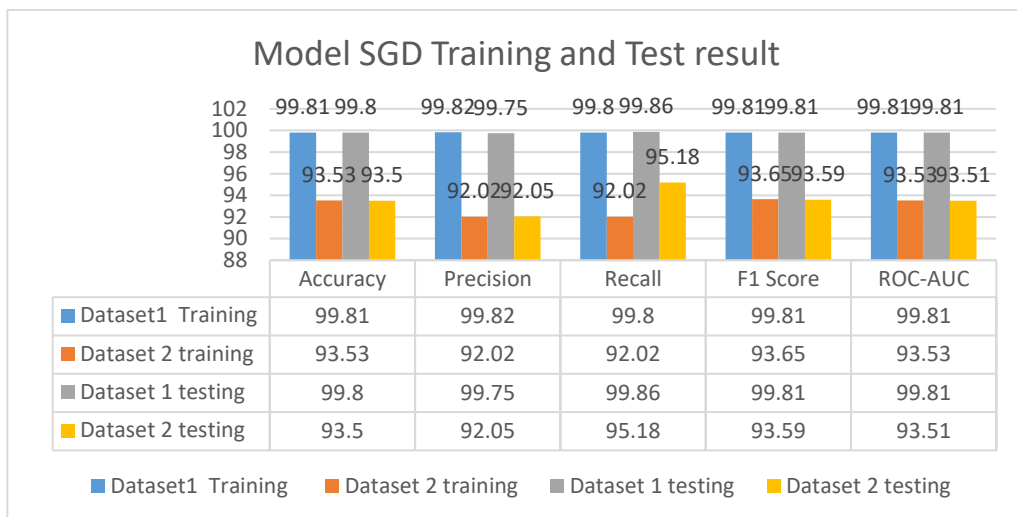 Model SGD Training and Test result
102
100
98
96
94
92
90
88
99.81 99.8 99.82 99.75 99.8 99.86 99.81 99.81 99.81 99.81
93.53 93.5 92.02 92.05 92.02 95.18 93.65 93.59 93.53 93.51
Accuracy Precision Recall F1 Score ROC-AUC
Dataset1 Training 99.81 99.82 99.8 99.81 99.81
Dataset 2 training 93.53 92.02 92.02 93.65 93.53
Dataset 1 testing 99.8 99.75 99.86 99.81 99.81
Dataset 2 testing 93.5 92.05 95.18 93.59 93.51
Dataset1 Training Dataset 2 training Dataset 1 testing Dataset 2 testing